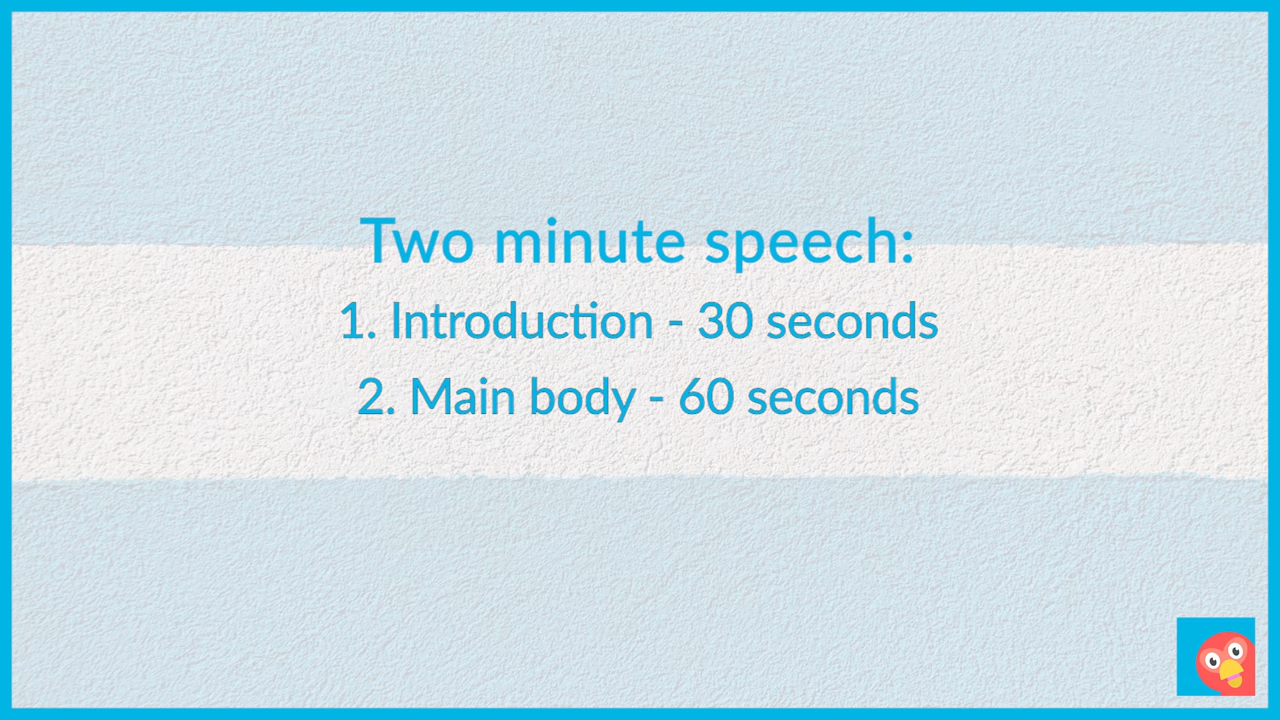 Two minute speech:
1. Introduction - 30 seconds
2. Main body - 60 seconds